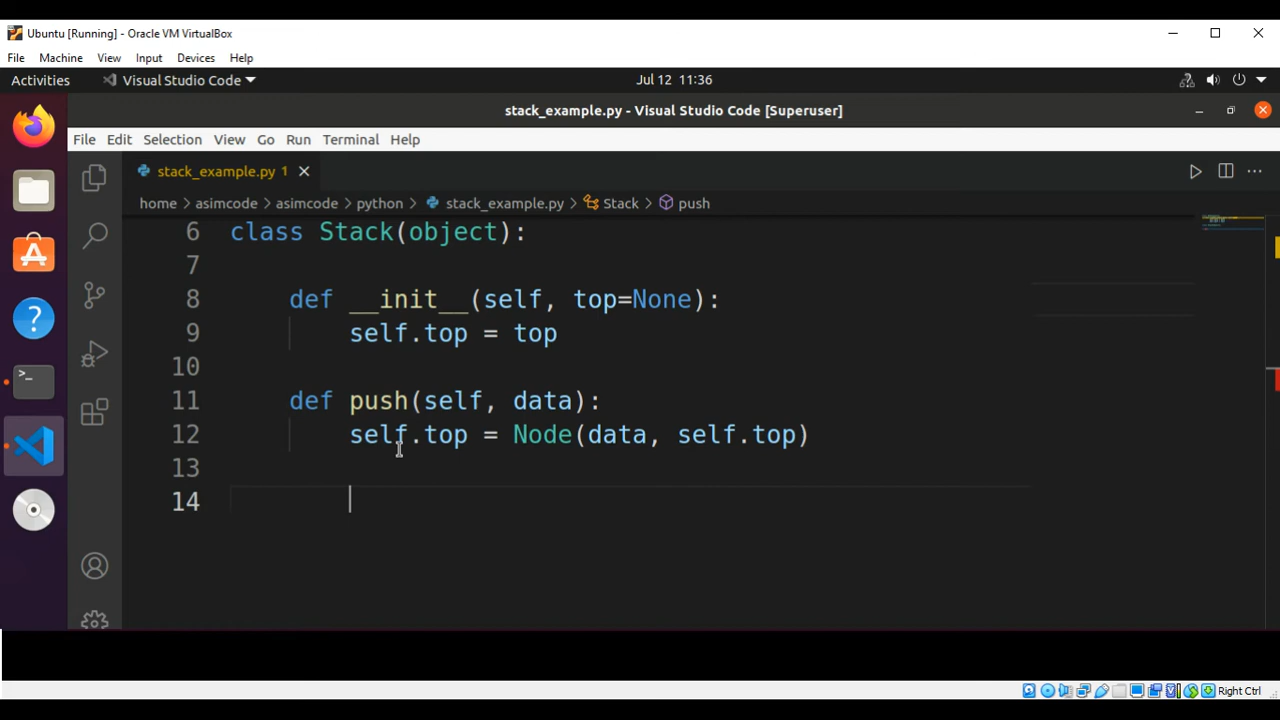 Ubuntu [Running] - Oracle VM VirtualBox
File Machine View Input Devices Help
Activities Visual Studio Code Jul 12 11:36
stack_example.py - Visual Studio Code [Superuser]
File Edit Selection View Go Run Terminal Help
stack_example.py 1
home > asimcode > asimcode > python > stack_example.py > Stack > push
6 class Stack(object):
7
8 def __init__(self, top=None):
9 self.top = top
10
11 def push(self, data):
12 self.top = Node(data, self.top)
13
14
Right Ctrl